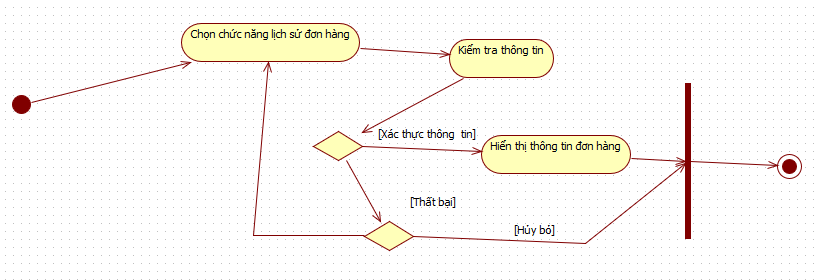 Chọn chức năng lịch sử đơn hàng
Kiểm tra thông tin
[Xác thực thông  tin]
Hiển thị thông tin đơn hàng
[Thất bại]
[Hủy bỏ]